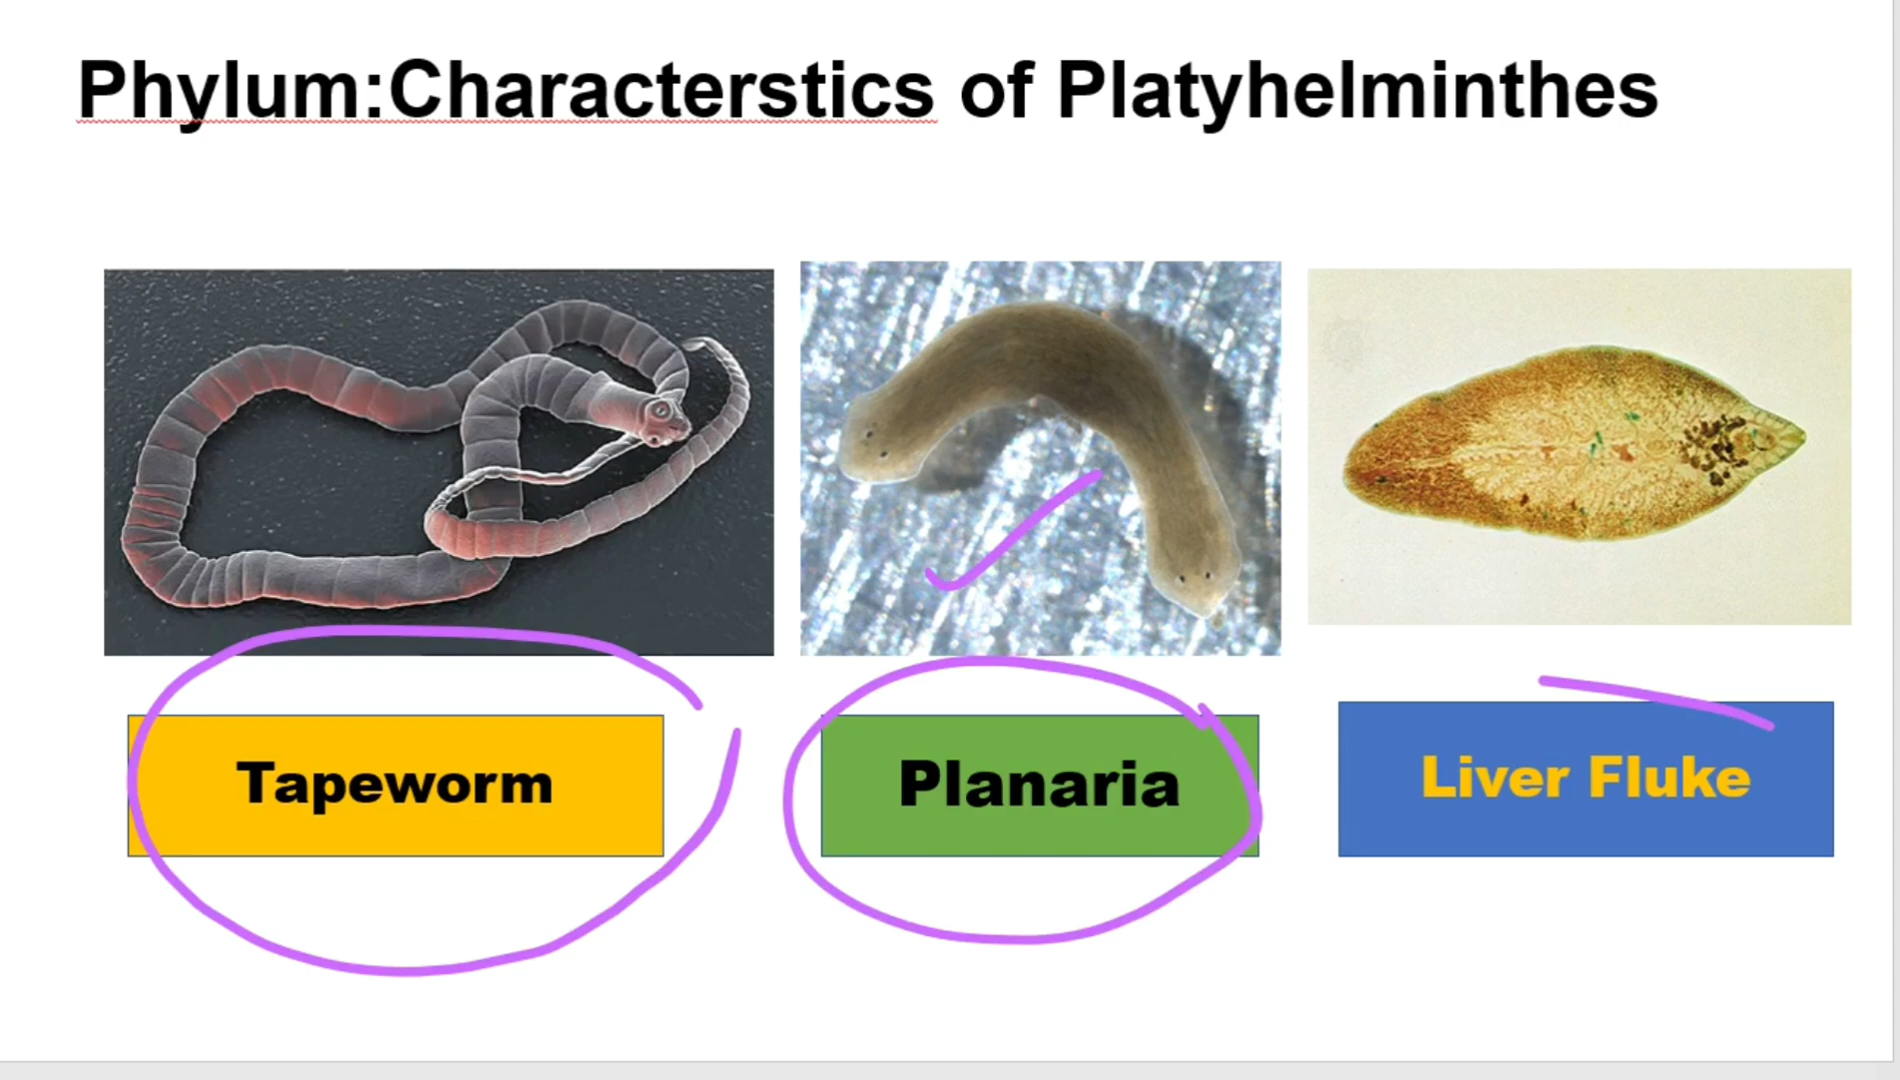 Phylum:Characterstics of Platyhelminthes
Tapeworm
Planaria
Liver Fluke